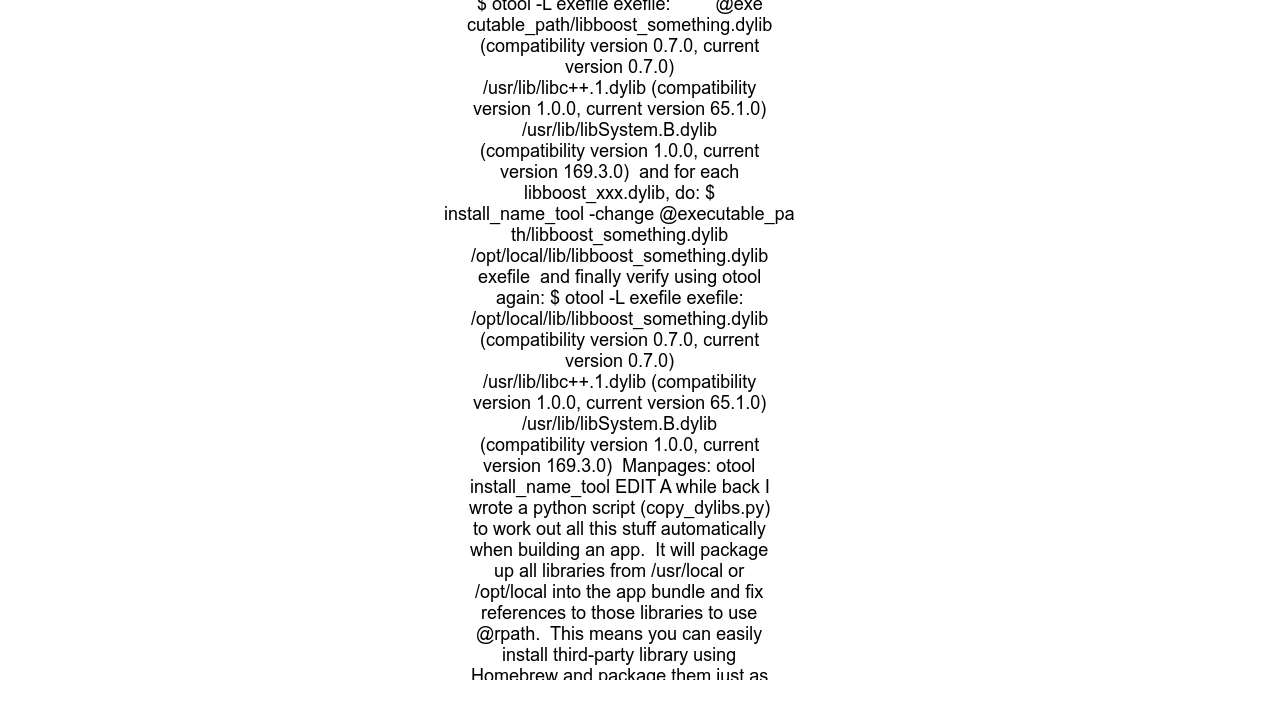 $ otool -L exefile exefile:         @exe
cutable_path/libboost_something.dylib
(compatibility version 0.7.0, current
version 0.7.0)
/usr/lib/libc++.1.dylib (compatibility
version 1.0.0, current version 65.1.0)
/usr/lib/libSystem.B.dylib
(compatibility version 1.0.0, current
version 169.3.0)  and for each
libboost_xxx.dylib, do: $
install_name_tool -change @executable_pa
th/libboost_something.dylib
/opt/local/lib/libboost_something.dylib
exefile  and finally verify using otool
again: $ otool -L exefile exefile:
/opt/local/lib/libboost_something.dylib
(compatibility version 0.7.0, current
version 0.7.0)
/usr/lib/libc++.1.dylib (compatibility
version 1.0.0, current version 65.1.0)
/usr/lib/libSystem.B.dylib
(compatibility version 1.0.0, current
version 169.3.0)  Manpages: otool
install_name_tool EDIT A while back I
wrote a python script (copy_dylibs.py)
to work out all this stuff automatically
when building an app.  It will package
up all libraries from /usr/local or
/opt/local into the app bundle and fix
references to those libraries to use
@rpath.  This means you can easily
install third-party library using
Homebrew and package them just as